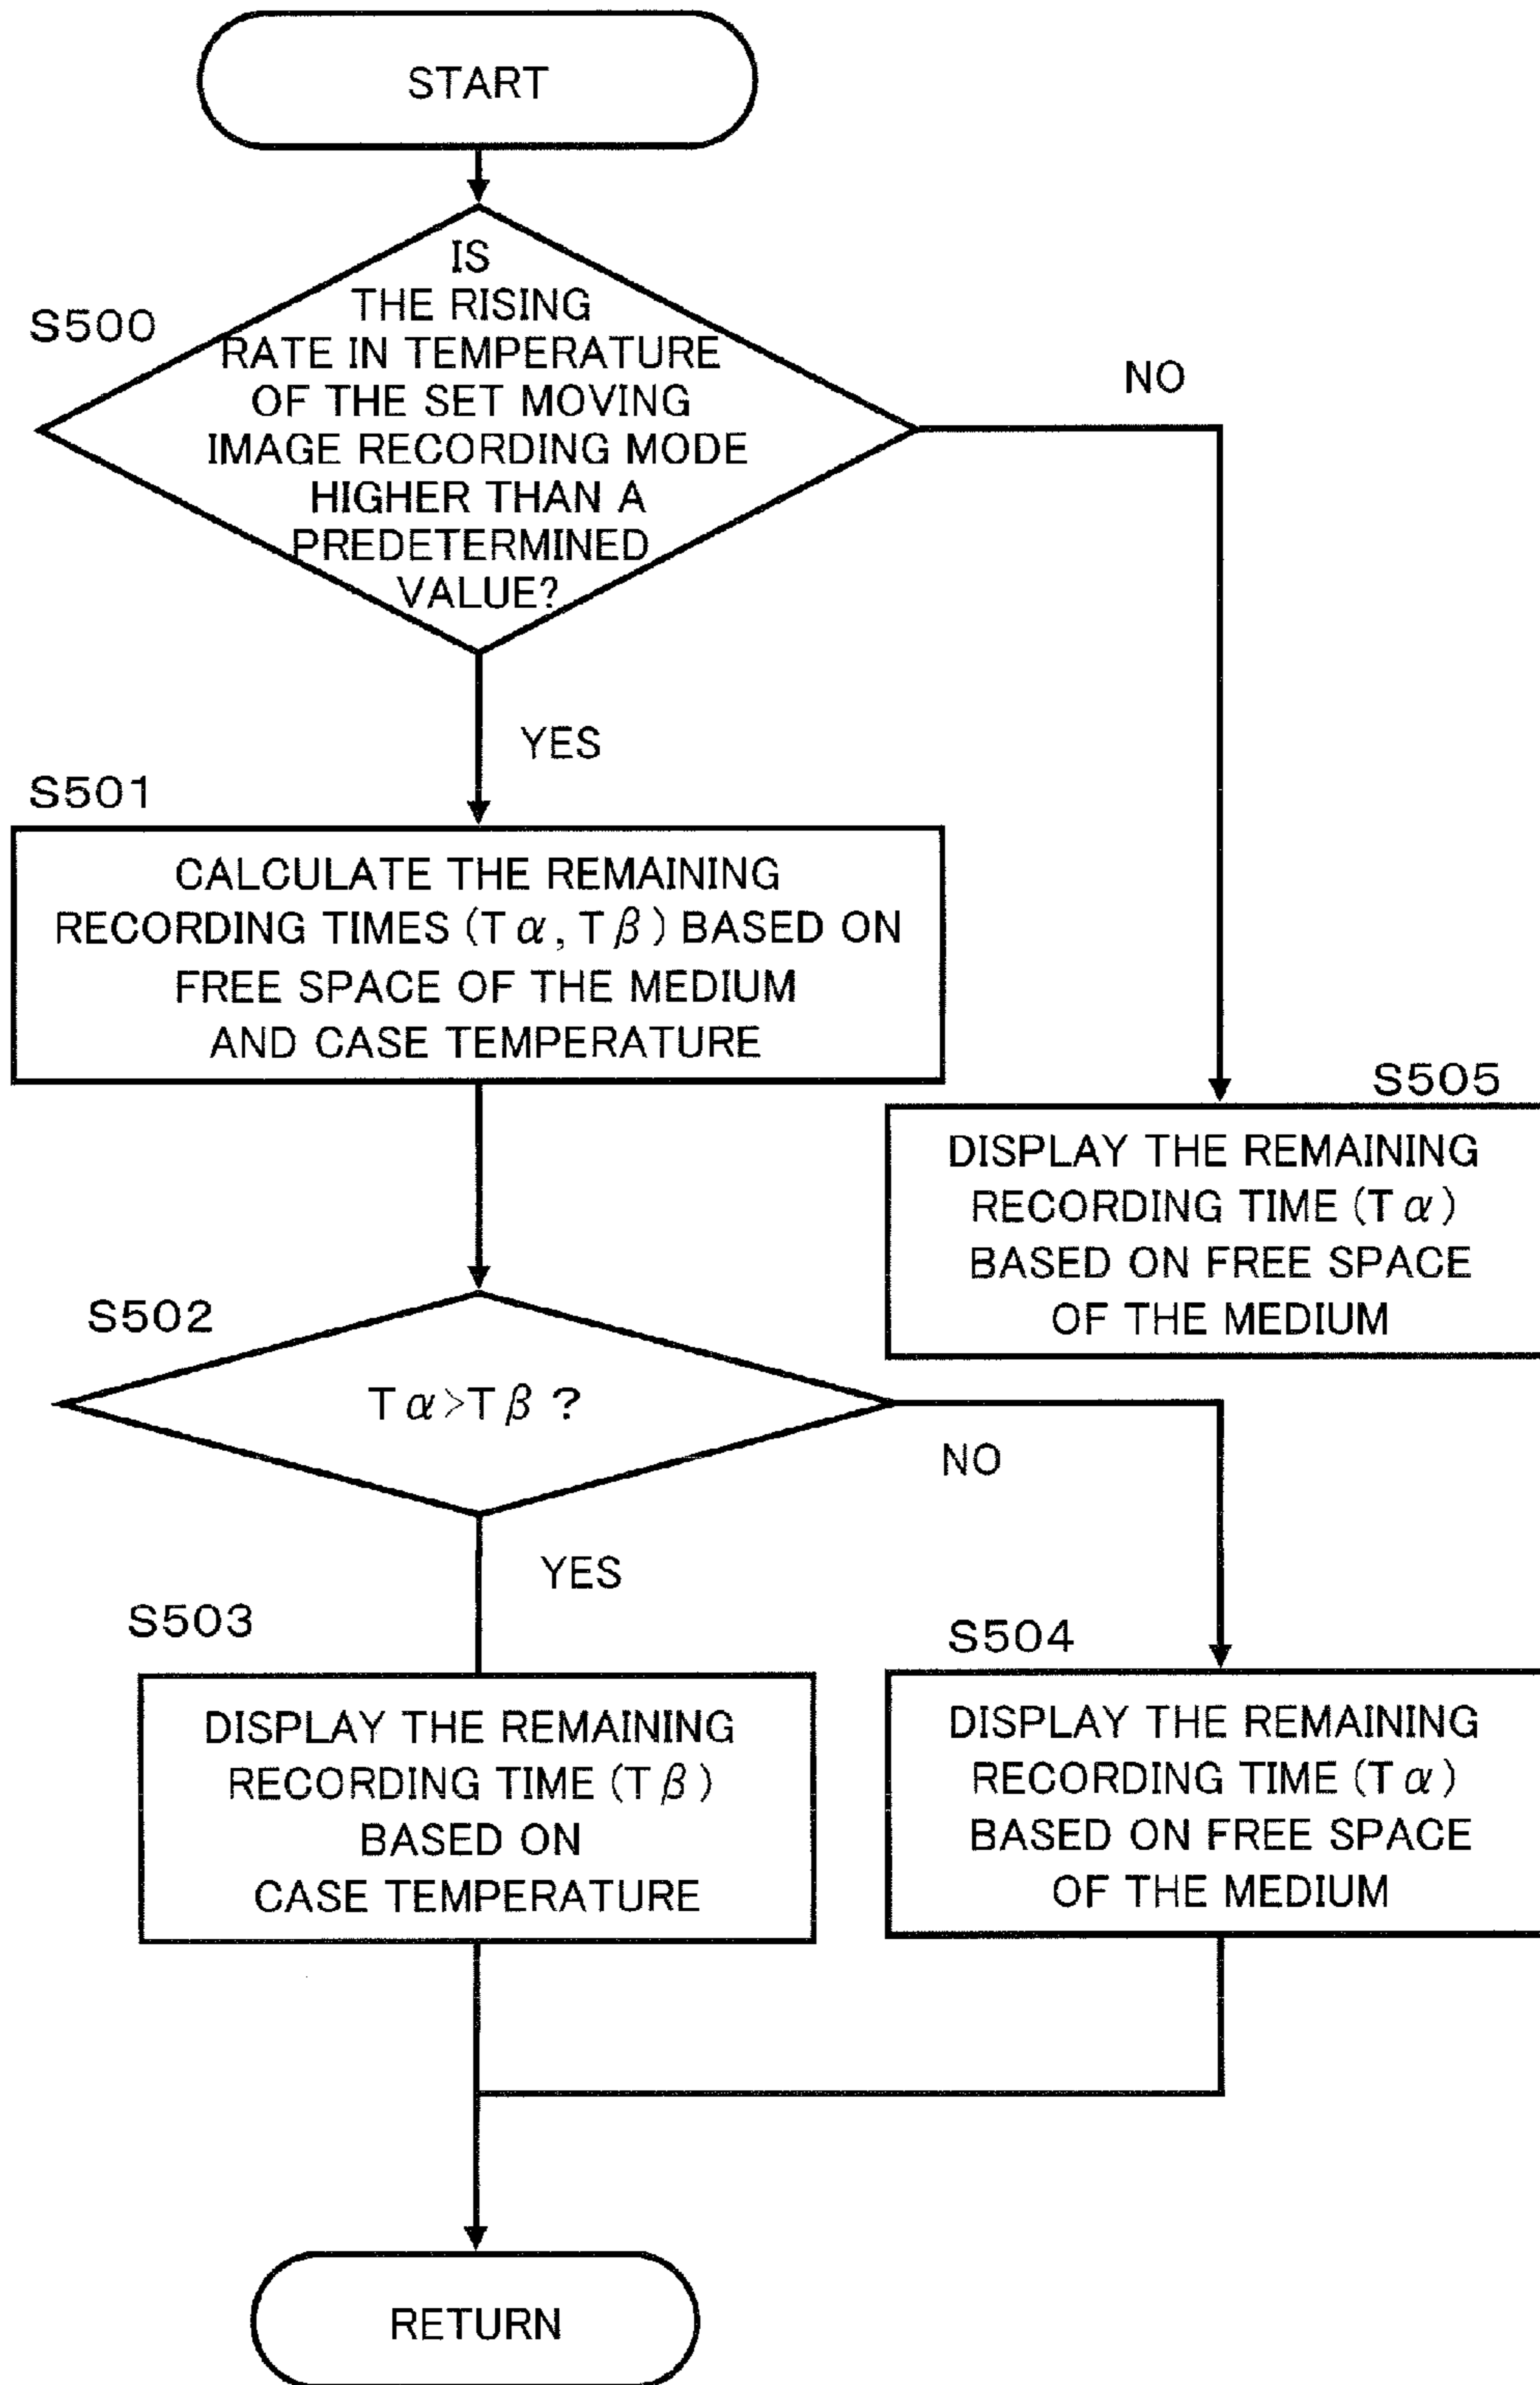 START
S500
IS
THE RISING
RATE IN TEMPERATURE
OF THE SET MOVING
IMAGE RECORDING MODE
HIGHER THAN A
PREDETERMINED
VALUE?
NO
YES
S501
CALCULATE THE REMAINING
RECORDING TIMES (Tα, Tβ) BASED ON
FREE SPACE OF THE MEDIUM
AND CASE TEMPERATURE
S505
DISPLAY THE REMAINING
RECORDING TIME (Tα)
BASED ON FREE SPACE
OF THE MEDIUM
S502
Tα>Tβ ?
NO
YES
S503
DISPLAY THE REMAINING
RECORDING TIME (Tβ)
BASED ON
CASE TEMPERATURE
S504
DISPLAY THE REMAINING
RECORDING TIME (Tα)
BASED ON FREE SPACE
OF THE MEDIUM
RETURN